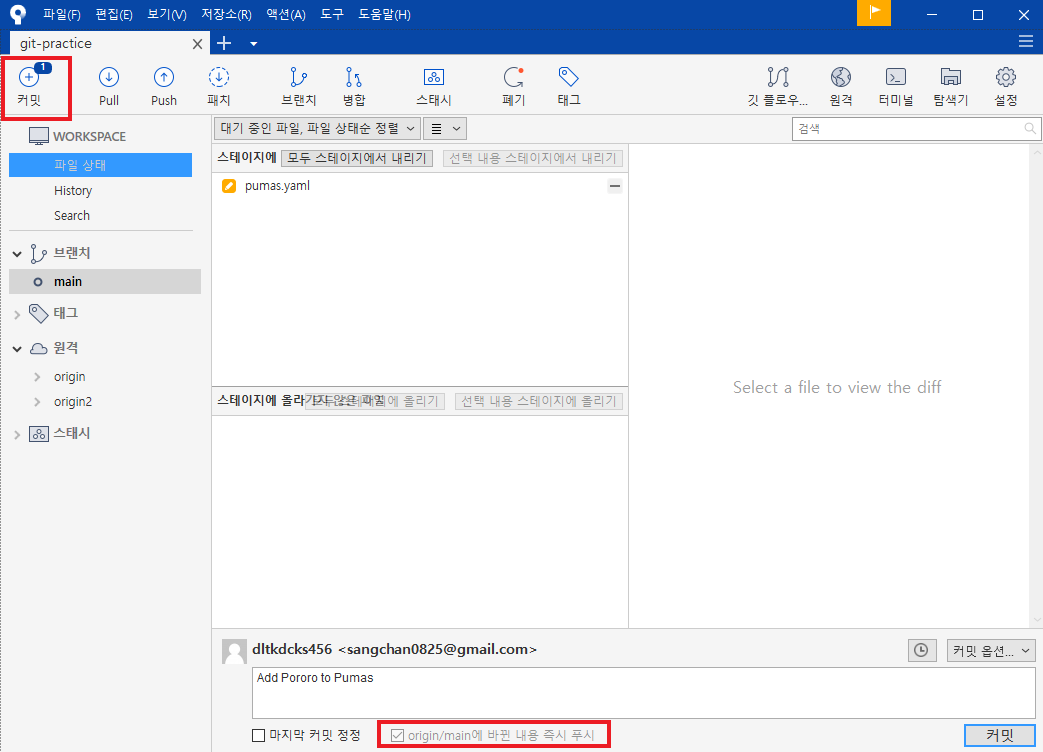 파일(F) 편집(E) 보기(V) 저장소(R) 액션(A) 도구 도움말(H)
git-practice
1
커밋 Pull Push 패치 브랜치 병합 스태시 폐기 태그 깃 플로우... 원격 터미널 탐색기 설정
WORKSPACE
파일 상태
History
Search
브랜치
main
태그
원격
origin
origin2
스태시
대기 중인 파일, 파일 상태순 정렬
검색
스테이지에 모두 스테이지에서 내리기 선택 내용 스테이지에서 내리기
pumas.yaml
Select a file to view the diff
스테이지에 올라가지 않은 파일 모두 스테이지에 올리기 선택 내용 스테이지에 올리기
dltkdcks456 <sangchan0825@gmail.com>
커밋 옵션...
Add Pororo to Pumas
마지막 커밋 정정 origin/main에 바뀐 내용 즉시 푸시
커밋